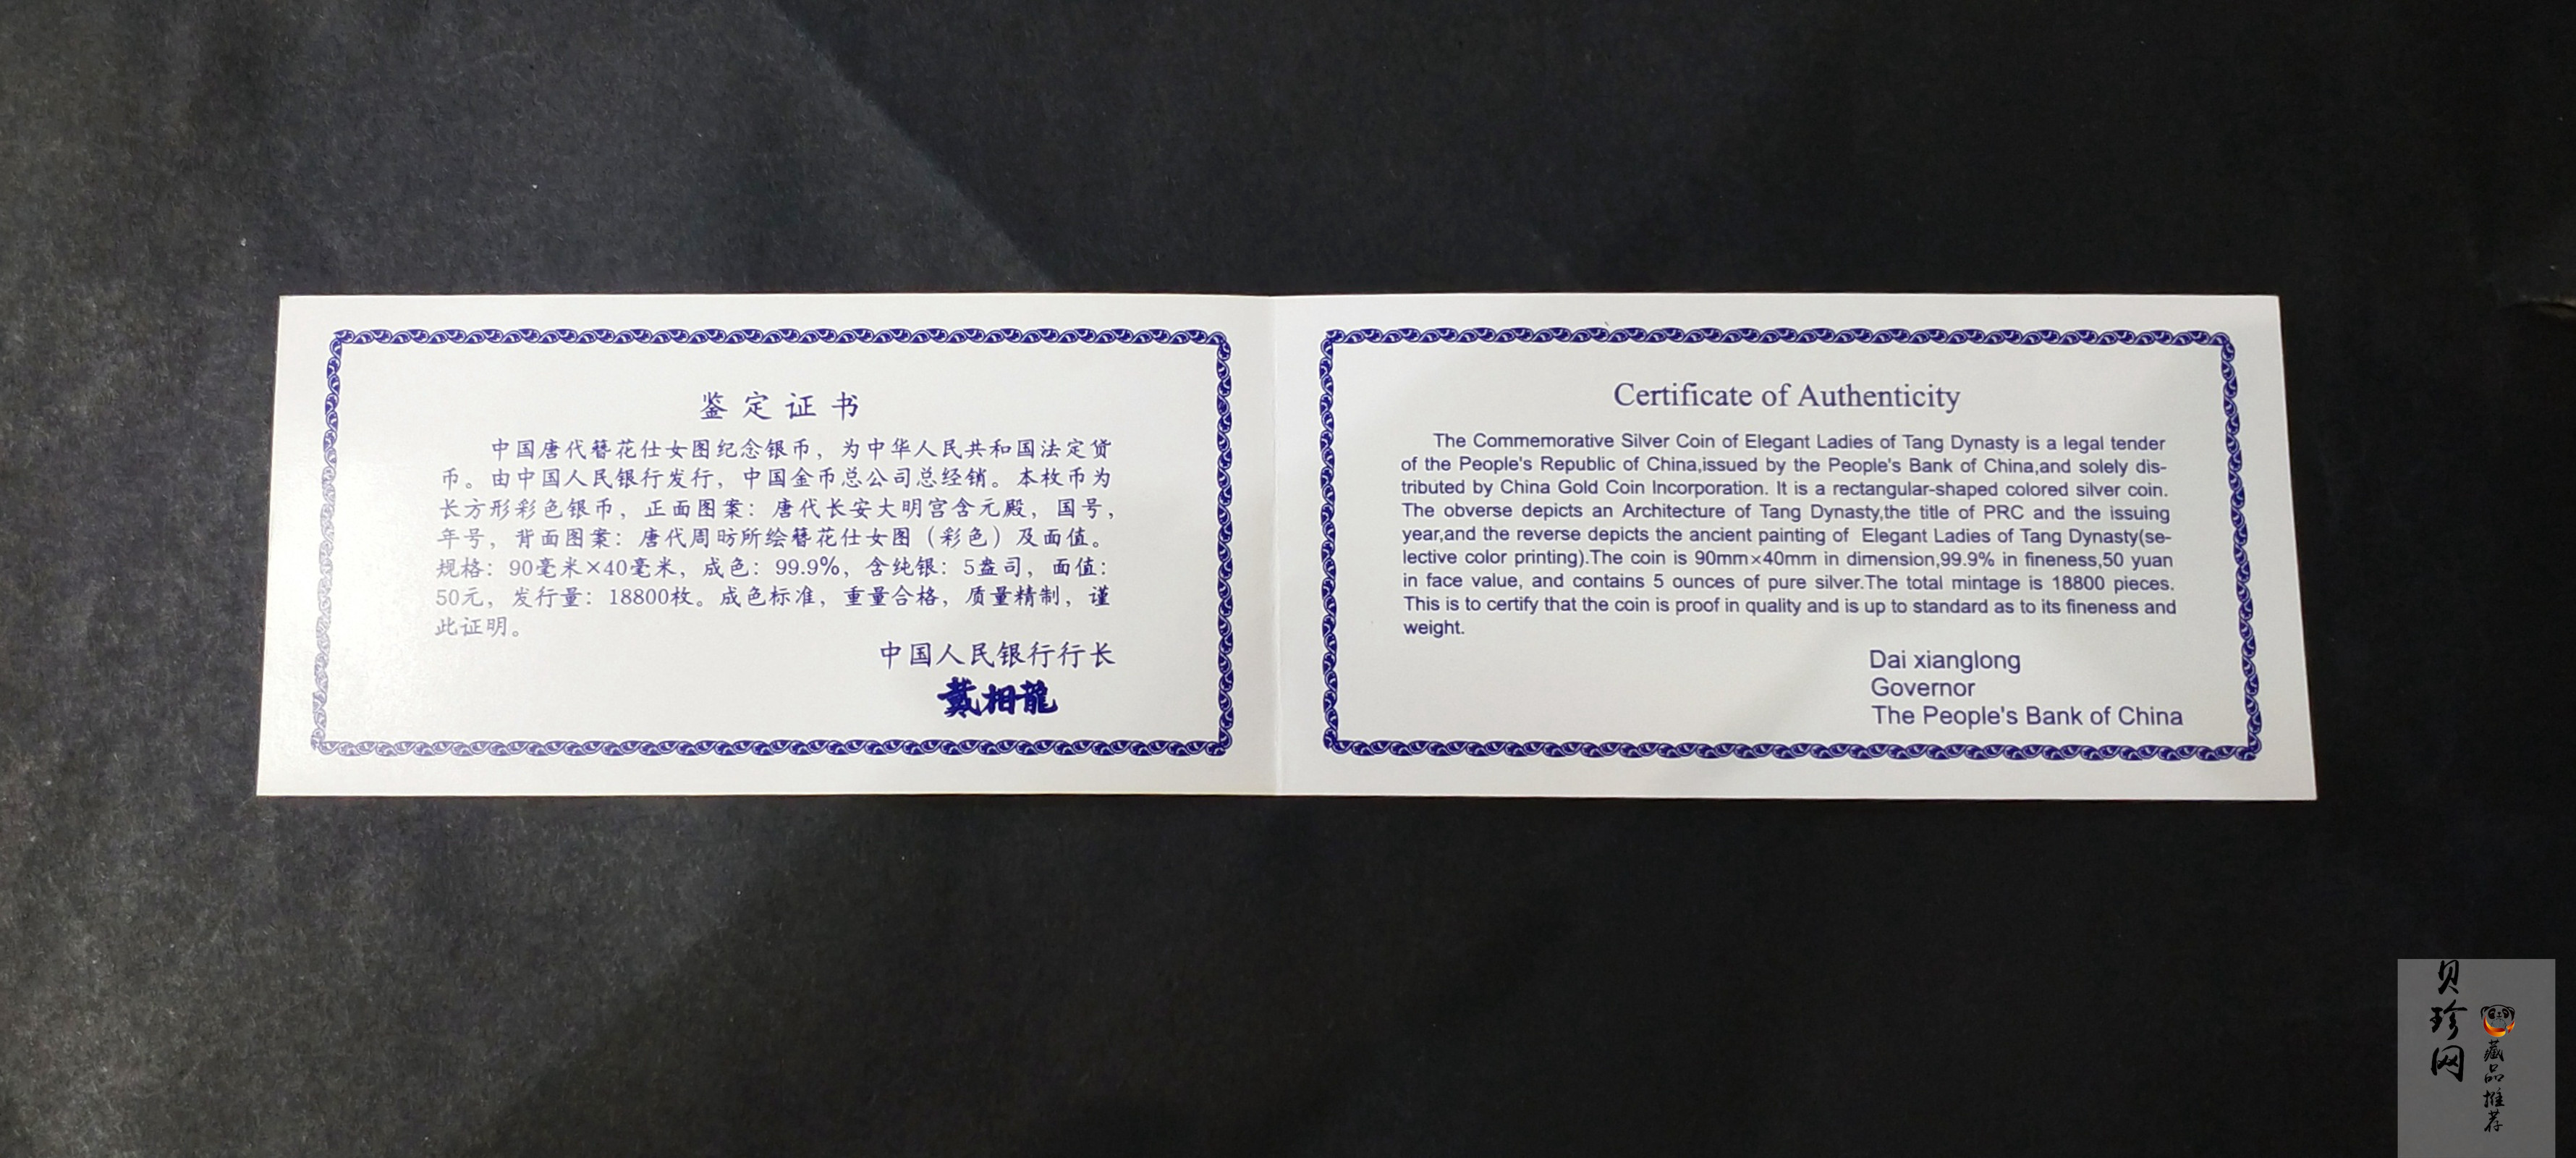 鉴定证书
中国唐代簪花仕女图纪念银币，为中华人民共和国法定货
币。由中国人民银行发行，中国金币总公司总经销。本枚币为
长方形彩色银币，正面图案：唐代长安大明宫含元殿，国号，
年号，背面图案：唐代周昉所绘簪花仕女图（彩色）及面值。
规格：90毫米×40毫米，成色：99.9%，含纯银：5盎司，面值：
50元，发行量：18800枚。成色标准，重量合格，质量精制，谨
此证明。
中国人民银行行长
戴相龍
Certificate of Authenticity
The Commemorative Silver Coin of Elegant Ladies of Tang Dynasty is a legal tender
of the People's Republic of China,issued by the People's Bank of China,and solely dis-
tributed by China Gold Coin Incorporation. It is a rectangular-shaped colored silver coin.
The obverse depicts an Architecture of Tang Dynasty,the title of PRC and the issuing
year,and the reverse depicts the ancient painting of Elegant Ladies of Tang Dynasty(se-
lective color printing).The coin is 90mm×40mm in dimension,99.9% in fineness,50 yuan
in face value, and contains 5 ounces of pure silver.The total mintage is 18800 pieces.
This is to certify that the coin is proof in quality and is up to standard as to its fineness and
weight.
Dai xianglong
Governor
The People's Bank of China
贝珍网
藏品推荐